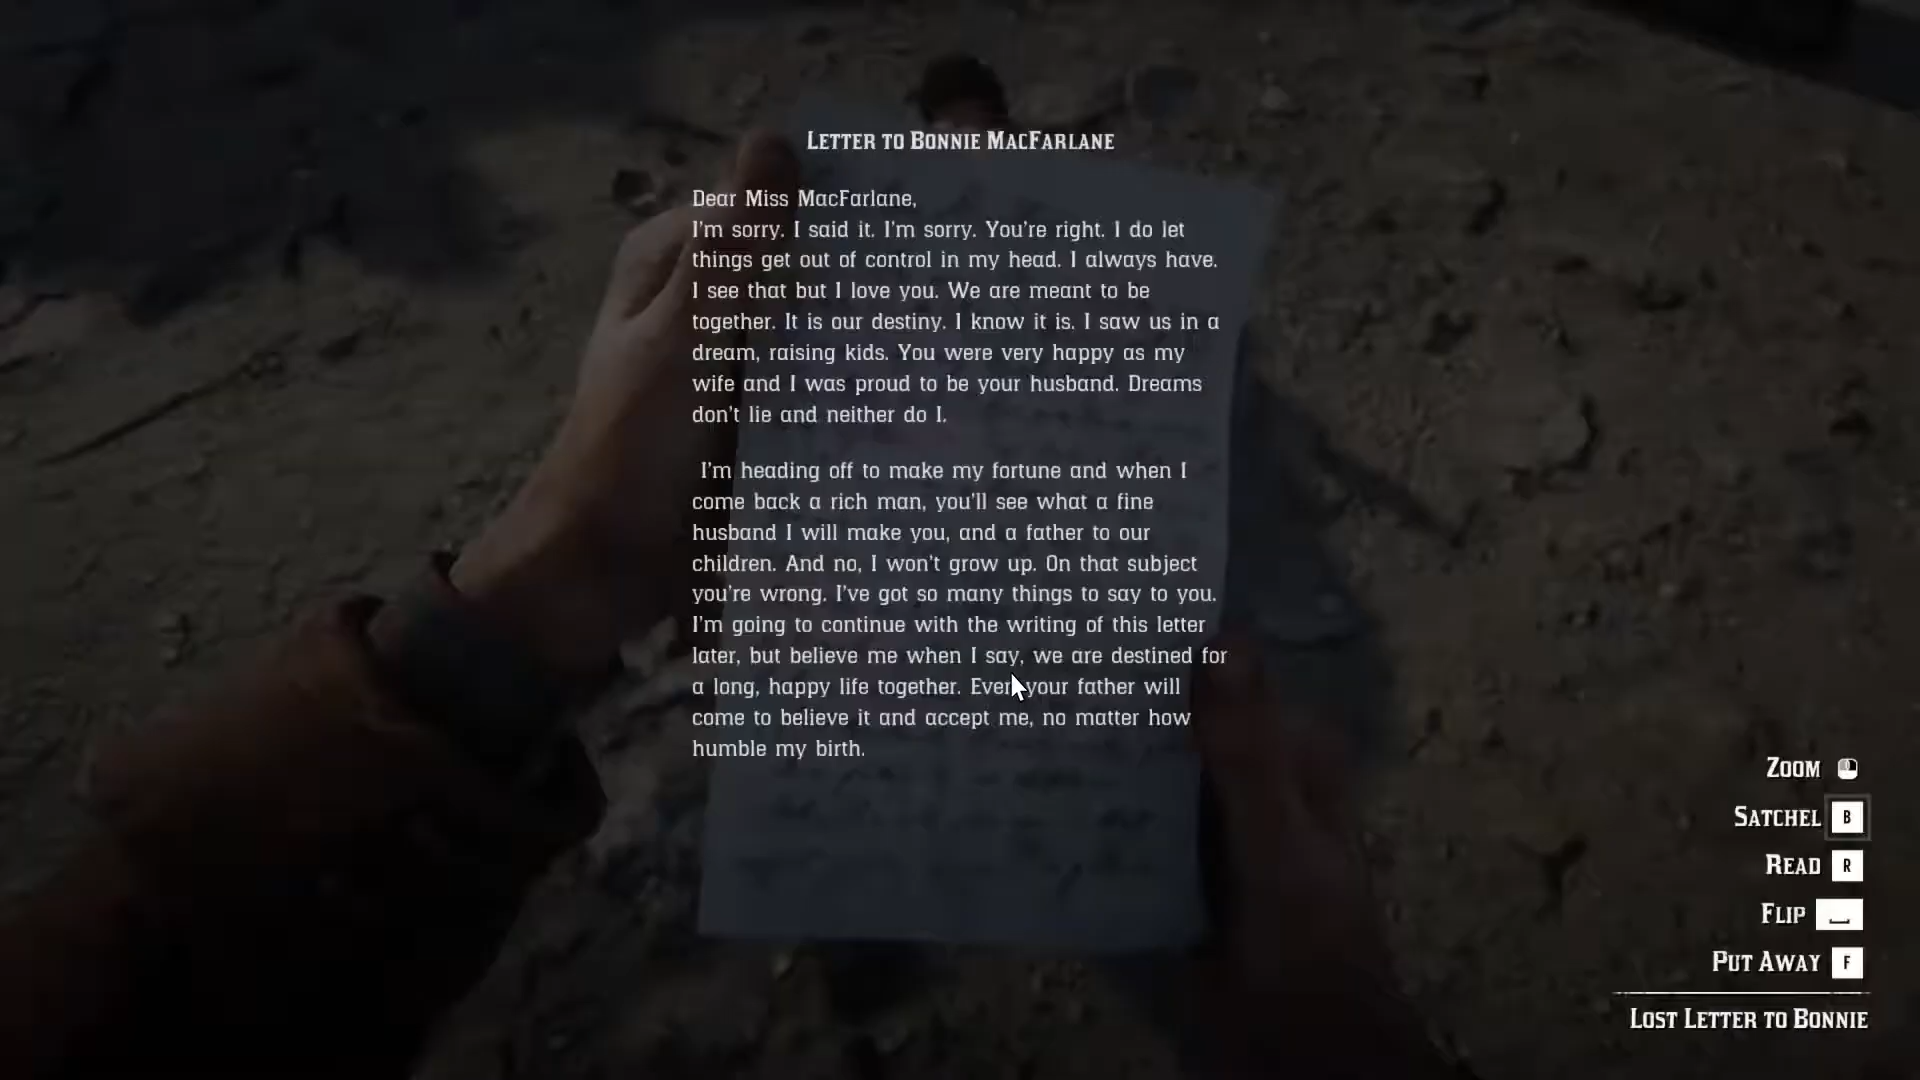 LETTER TO BONNIE MACFARLANE
Dear Miss MacFarlane,
I'm sorry. I said it. I'm sorry. You're right. I do let
things get out of control in my head. I always have.
I see that but I love you. We are meant to be
together. It is our destiny. I know it is. I saw us in a
dream, raising kids. You were very happy as my
wife and I was proud to be your husband. Dreams
don't lie and neither do I.
I'm heading off to make my fortune and when I
come back a rich man, you'll see what a fine
husband I will make you, and a father to our
children. And no, I won't grow up. On that subject
you're wrong. I've got so many things to say to you.
I'm going to continue with the writing of this letter
later, but believe me when I say, we are destined for
a long, happy life together. Even your father will
come to believe it and accept me, no matter how
humble my birth.
ZOOM
SATCHEL B
READ R
FLIP
PUT AWAY F
LOST LETTER TO BONNIE